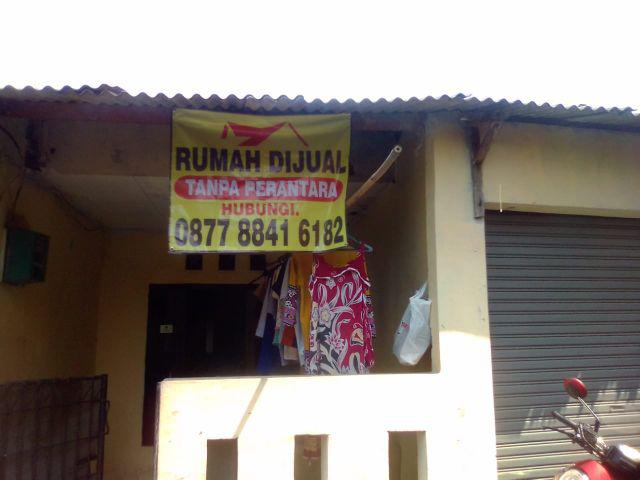 RUMAH DIJUAL
TANPA PERANTARA
HUBUNGI.
0877 8841 6182